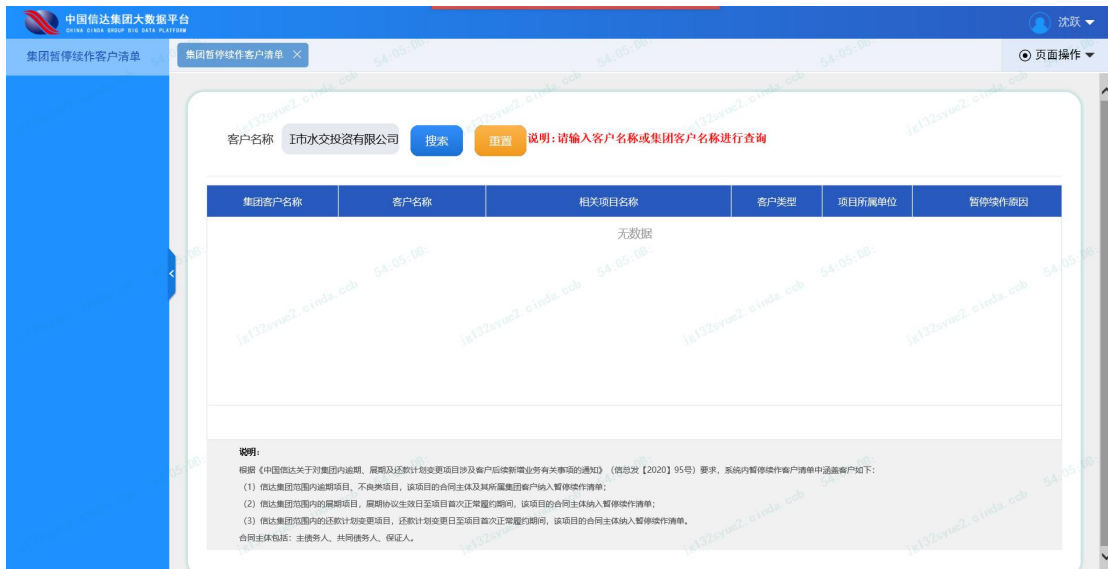 中国信达集团大数据平台
CHINA CINDA GROUP BIG DATA PLATFORM
沈跃
集团暂停续作客户清单
集团暂停续作客户清单
页面操作
客户名称 市水交投资有限公司 搜索 重置 说明:请输入客户名称或集团客户名称进行查询
集团客户名称 客户名称 相关项目名称 客户类型 项目所属单位 暂停续作原因
无数据
说明:
根据《中国信达关于对集团内逾期、展期及还款计划变更项目涉及客户后续新增业务有关事项的通知》(信总发【2020】95号)要求,系统内暂停续作客户清单中涵盖客户如下:
(1) 信达集团范围内逾期项目、不良类项目,该项目的合同主体及其所属集团客户纳入暂停续作清单;
(2) 信达集团范围内的展期项目,展期协议生效日至项目首次正常履约期间,该项目的合同主体纳入暂停续作清单;
(3) 信达集团范围内的还款计划变更项目,还款计划变更日至项目首次正常履约期间,该项目的合同主体纳入暂停续作清单。
合同主体包括:主债务人、共同债务人、保证人。